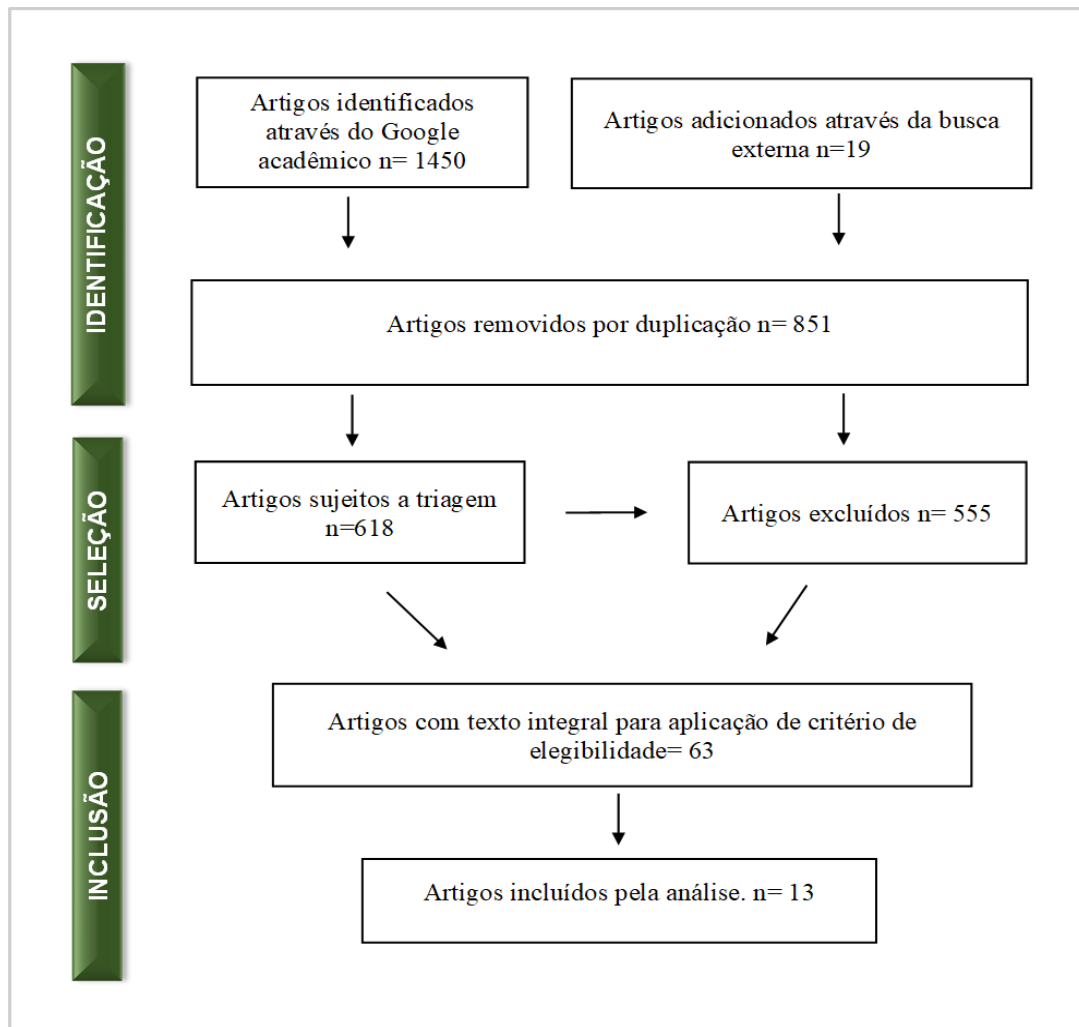 IDENTIFICAÇÃO
Artigos identificados
através do Google
acadêmico n= 1450
Artigos adicionados através da busca
externa n=19
Artigos removidos por duplicação n= 851
SELEÇÃO
Artigos sujeitos a triagem
n=618
Artigos excluídos n= 555
INCLUSÃO
Artigos com texto integral para aplicação de critério de
elegibilidade= 63
Artigos incluídos pela análise. n= 13